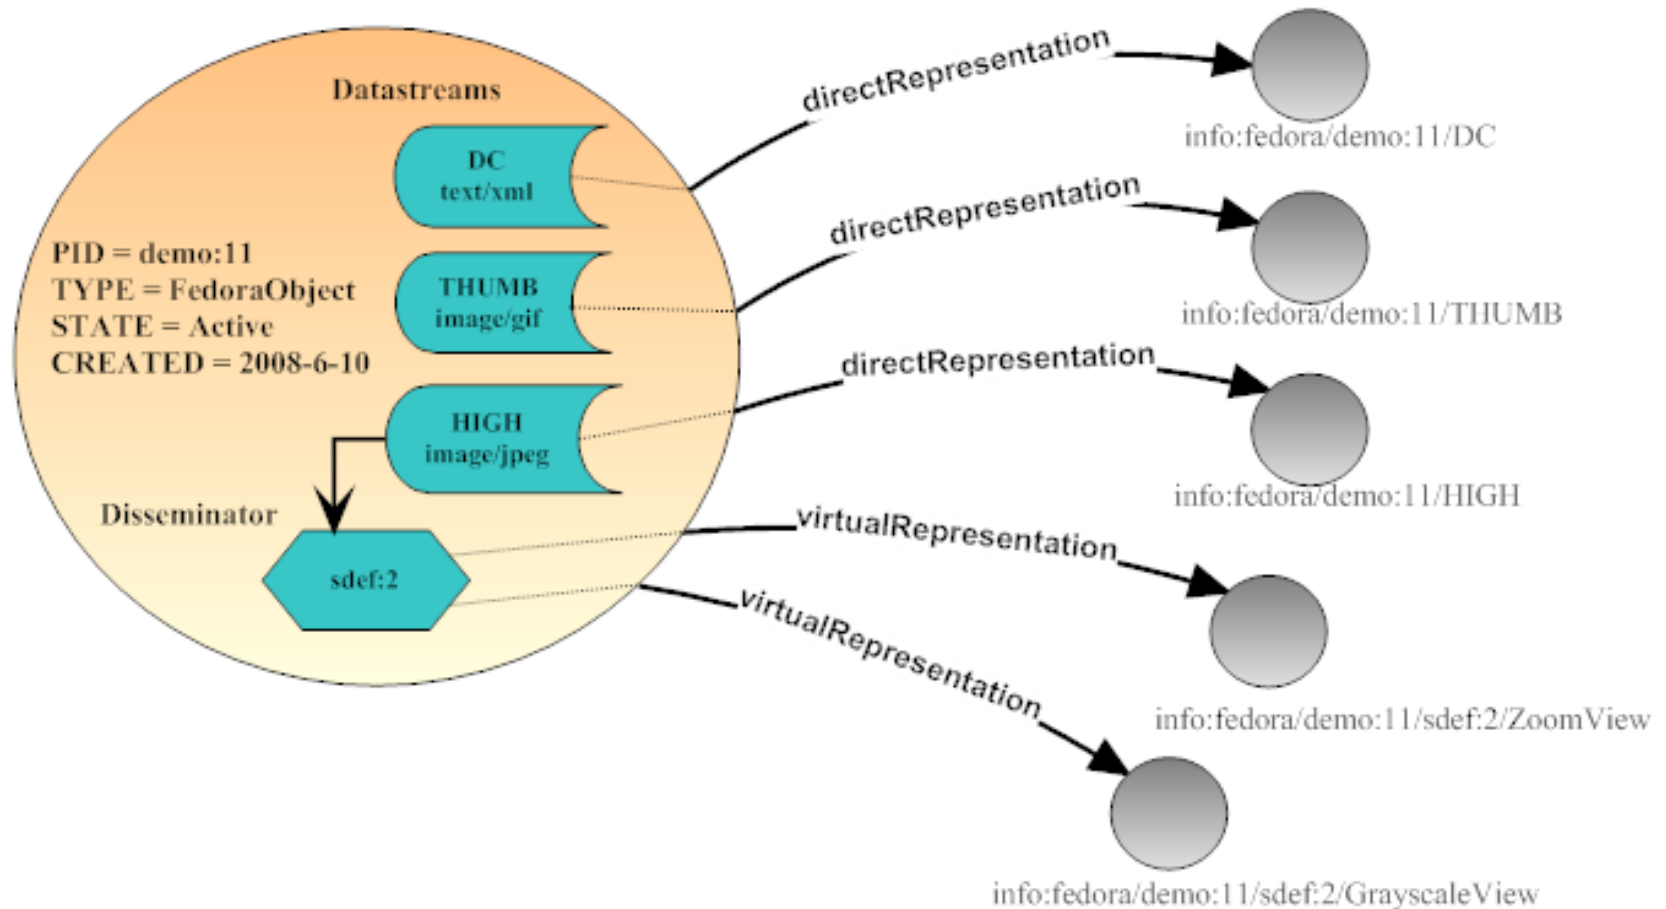 Datastreams
DC
text/xml
PID = demo:11
TYPE = FedoraObject
STATE = Active
CREATED = 2008-6-10
THUMB
image/gif
HIGH
image/jpeg
Disseminator
sdef:2
directRepresentation
info:fedora/demo:11/DC
directRepresentation
info:fedora/demo:11/THUMB
directRepresentation
info:fedora/demo:11/HIGH
virtualRepresentation
info:fedora/demo:11/sdef:2/ZoomView
virtualRepresentation
info:fedora/demo:11/sdef:2/GrayscaleView